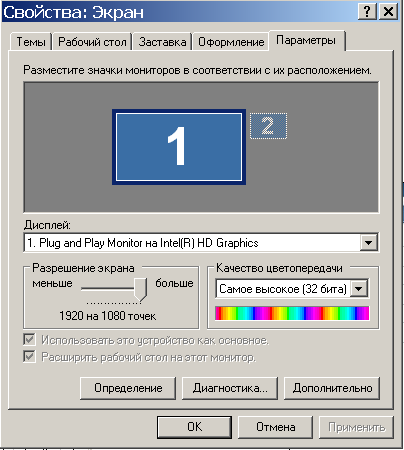 Свойства: Экран
Темы Рабочий стол Заставка Оформление Параметры
Разместите значки мониторов в соответствии с их расположением.
1 2
Дисплей:
1. Plug and Play Monitor на Intel(R) HD Graphics
Разрешение экрана
меньше больше
1920 на 1080 точек
Качество цветопередачи
Самое высокое (32 бита)
Использовать это устройство как основное.
Расширить рабочий стол на этот монитор.
Определение Диагностика... Дополнительно
OK Отмена Применить